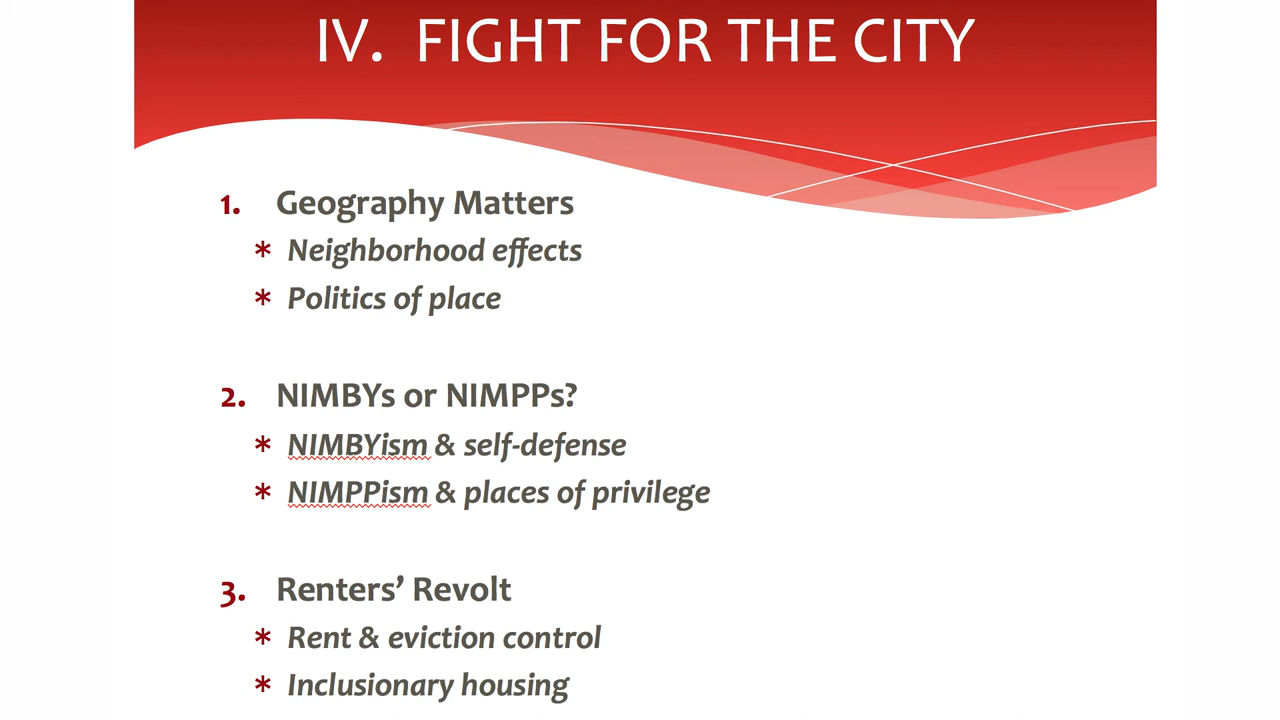 IV. FIGHT FOR THE CITY
1. Geography Matters
* Neighborhood effects
* Politics of place
2. NIMBYs or NIMPPs?
* NIMBYism & self-defense
* NIMPPism & places of privilege
3. Renters’ Revolt
* Rent & eviction control
* Inclusionary housing